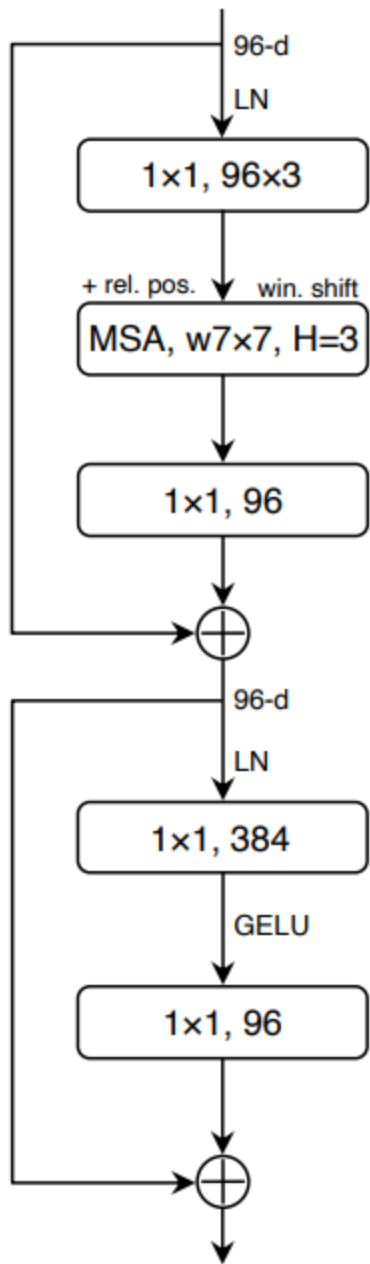 96-d
LN
1×1, 96×3
+ rel. pos. win. shift
MSA, w7×7, H=3
1×1, 96
96-d
LN
1×1, 384
GELU
1×1, 96